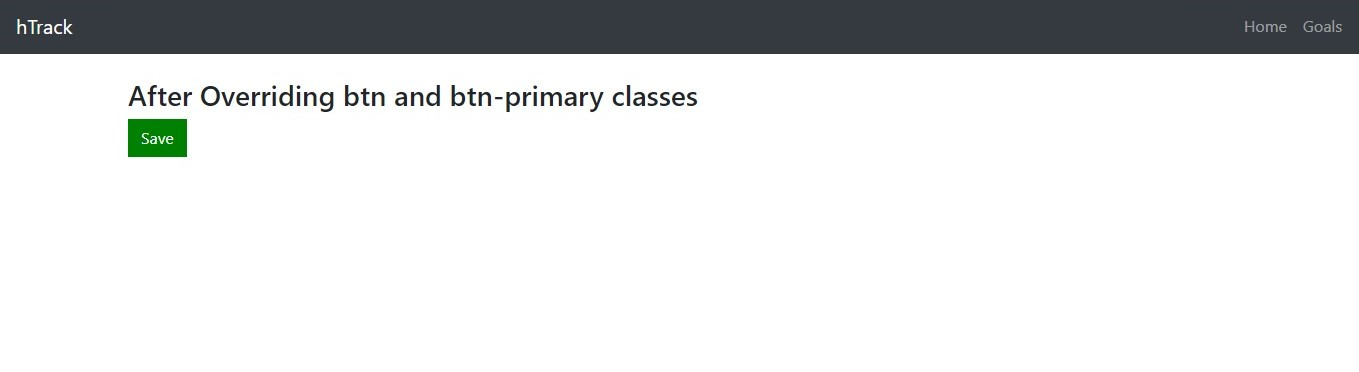 hTrack Home Goals
After Overriding btn and btn-primary classes
Save